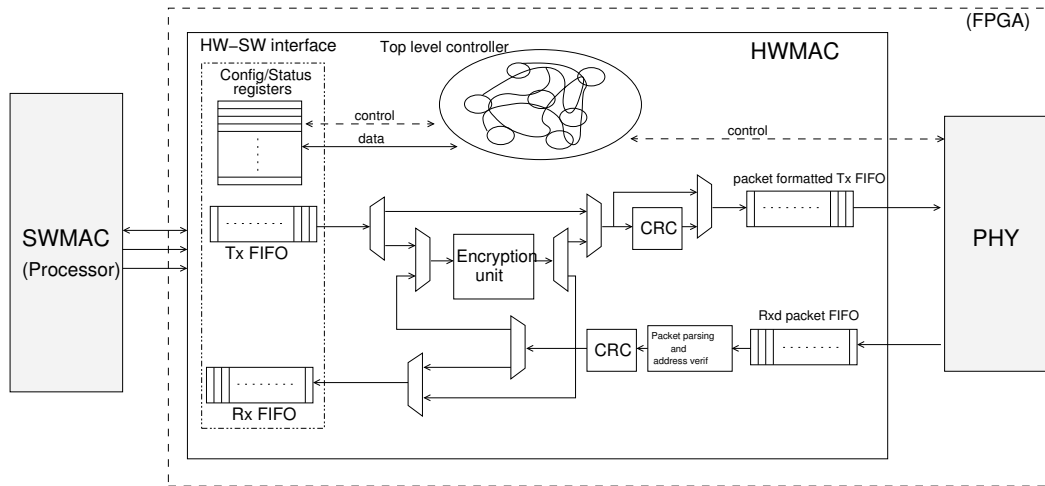 (FPGA)
HW–SW interface
Top level controller
HWMAC
Config/Status
registers
control
data
control
packet formatted Tx FIFO
SWMAC
(Processor)
Tx FIFO
CRC
PHY
Encryption
unit
Rxd packet FIFO
CRC
Packet parsing
and
address verif
Rx FIFO